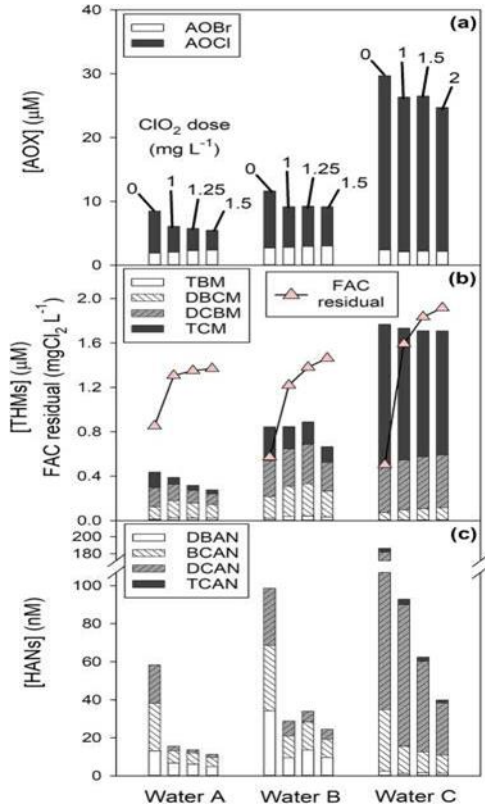 40
30
20
10
0
[AOX] (μM)
AOBr
AOCl
(a)
ClO₂ dose
(mg L⁻¹)
0
1
1.25
1.5
0
1
1.25
1.5
0
1
1.5
2
2.0
1.6
1.2
0.8
0.4
0.0
[THMs] (μM)
FAC residual (mgCl₂ L⁻¹)
TBM
DBCM
DCBM
TCM
FAC
residual
(b)
200
180
100
80
60
40
20
0
[HANs] (nM)
DBAN
BCAN
DCAN
TCAN
(c)
Water A Water B Water C